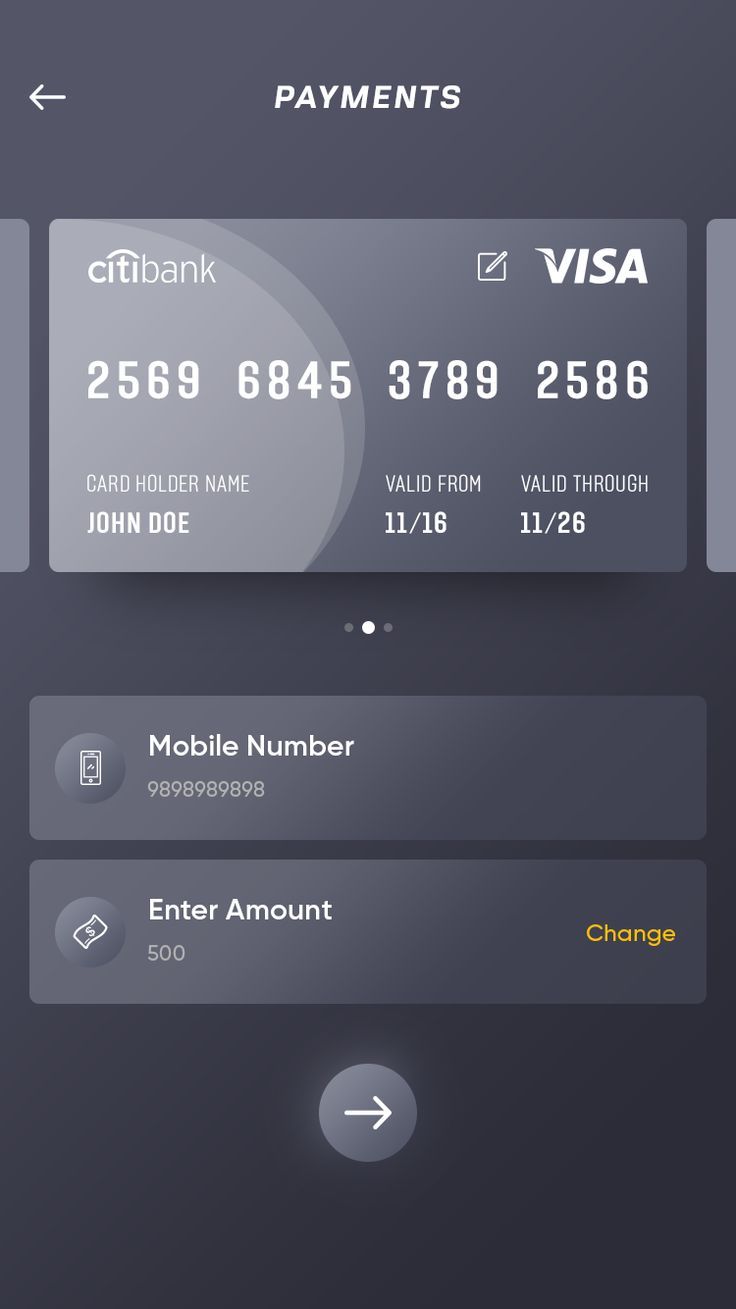 PAYMENTS
citibank VISA
2569 6845 3789 2586
CARD HOLDER NAME VALID FROM VALID THROUGH
JOHN DOE 11/16 11/26
Mobile Number
9898989898
Enter Amount
500
Change